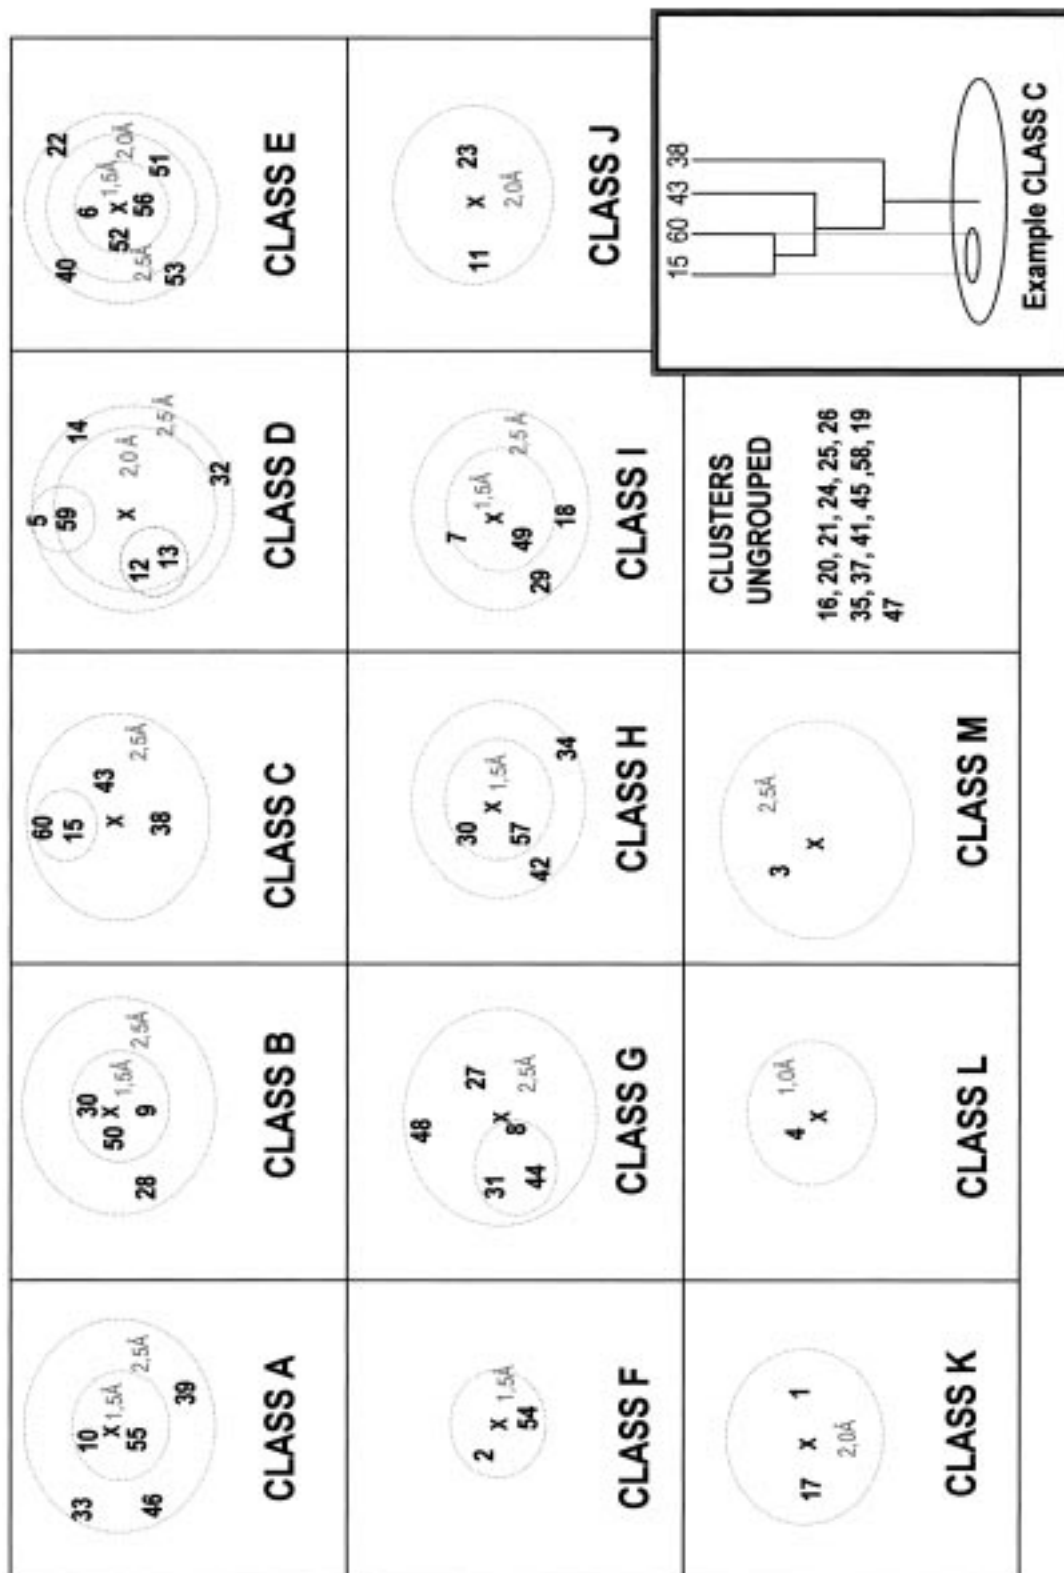 33
10
X 1,5Å
55
46
2,5Å
39
CLASS A
30
50 X 1,5Å
9
28
2,5Å
CLASS B
60
15
43
X
2,5Å
38
CLASS C
5
59
14
2,0 Å
X
12
13
2,5 Å
32
CLASS D
40
22
6
1,5Å
2.0Å
52 X
56
51
2.5Å
53
CLASS E
2
X 1,5Å
54
CLASS F
48
27
31
X
8
2,5Å
44
CLASS G
30
X 1,5Å
57
42
34
CLASS H
7
1,5Å
X
49
2,5 Å
29
18
CLASS I
11
23
X
2,0Å
CLASS J
1
17 X
2,0Å
CLASS K
1,0Å
4
X
CLASS L
2,5Å
3
X
CLASS M
CLUSTERS
UNGROUPED
16, 20, 21, 24, 25, 26
35, 37, 41, 45 ,58, 19
47
15 60 43 38
Example CLASS C